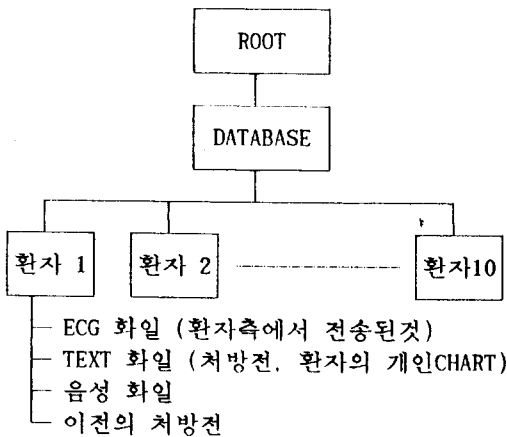 ROOT
DATABASE
환자 1
환자 2
환자10
ECG 화일 (환자측에서 전송된것)
TEXT 화일 (처방전. 환자의 개인CHART)
음성 화일
이전의 처방전